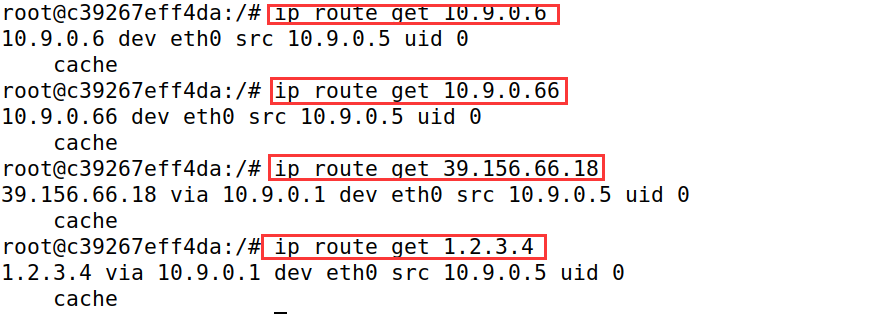 root@c39267eff4da:/# ip route get 10.9.0.6
10.9.0.6 dev eth0 src 10.9.0.5 uid 0
    cache
root@c39267eff4da:/# ip route get 10.9.0.66
10.9.0.66 dev eth0 src 10.9.0.5 uid 0
    cache
root@c39267eff4da:/# ip route get 39.156.66.18
39.156.66.18 via 10.9.0.1 dev eth0 src 10.9.0.5 uid 0
    cache
root@c39267eff4da:/# ip route get 1.2.3.4
1.2.3.4 via 10.9.0.1 dev eth0 src 10.9.0.5 uid 0
    cache